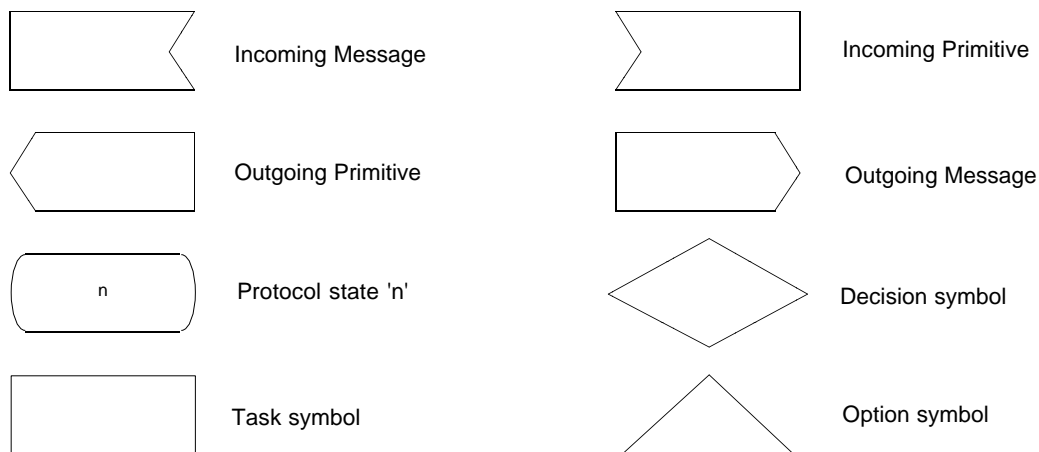 Incoming Message
Incoming Primitive
Outgoing Primitive
Outgoing Message
n
Protocol state 'n'
Decision symbol
Task symbol
Option symbol